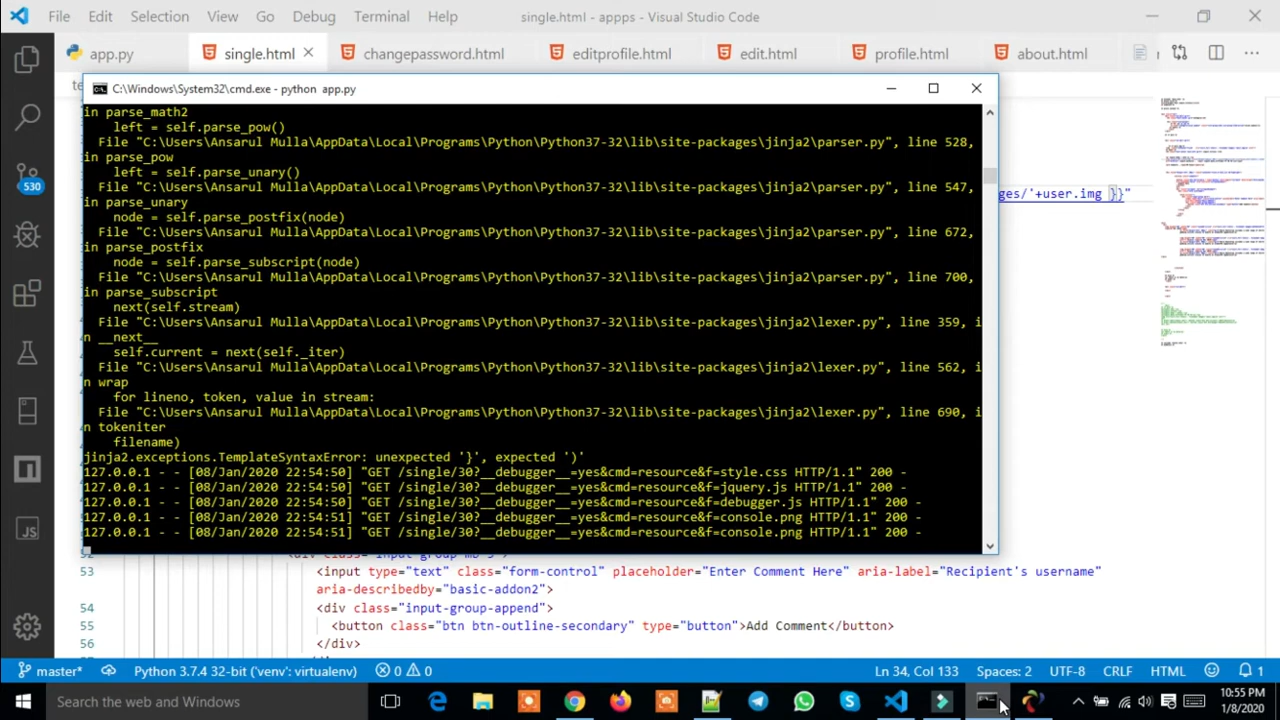 File Edit Selection View Go Debug Terminal Help single.html - appps - Visual Studio Code
app.py single.html changepassword.html editprofile.html edit.html profile.html about.html
C:\Windows\System32\cmd.exe - python app.py
in parse_math2
left = self.parse_pow()
File "C:\Users\Ansarul Mulla\AppData\Local\Programs\Python\Python37-32\lib\site-packages\jinja2\parser.py", line 528,
in parse_pow
left = self.parse_unary()
File "C:\Users\Ansarul Mulla\AppData\Local\Programs\Python\Python37-32\lib\site-packages\jinja2\parser.py", line 547,
in parse_unary
node = self.parse_postfix(node)
File "C:\Users\Ansarul Mulla\AppData\Local\Programs\Python\Python37-32\lib\site-packages\jinja2\parser.py", line 672,
in parse_postfix
node = self.parse_subscript(node)
File "C:\Users\Ansarul Mulla\AppData\Local\Programs\Python\Python37-32\lib\site-packages\jinja2\parser.py", line 700,
in parse_subscript
next(self.stream)
File "C:\Users\Ansarul Mulla\AppData\Local\Programs\Python\Python37-32\lib\site-packages\jinja2\lexer.py", line 359, i
n __next__
self.current = next(self._iter)
File "C:\Users\Ansarul Mulla\AppData\Local\Programs\Python\Python37-32\lib\site-packages\jinja2\lexer.py", line 562, i
n wrap
for lineno, token, value in stream:
File "C:\Users\Ansarul Mulla\AppData\Local\Programs\Python\Python37-32\lib\site-packages\jinja2\lexer.py", line 690, i
n tokeniter
filename)
jinja2.exceptions.TemplateSyntaxError: unexpected '}', expected ')'
127.0.0.1 - - [08/Jan/2020 22:54:50] "GET /single/30?__debugger__=yes&cmd=resource&f=style.css HTTP/1.1" 200 -
127.0.0.1 - - [08/Jan/2020 22:54:50] "GET /single/30?__debugger__=yes&cmd=resource&f=jquery.js HTTP/1.1" 200 -
127.0.0.1 - - [08/Jan/2020 22:54:50] "GET /single/30?__debugger__=yes&cmd=resource&f=debugger.js HTTP/1.1" 200 -
127.0.0.1 - - [08/Jan/2020 22:54:51] "GET /single/30?__debugger__=yes&cmd=resource&f=console.png HTTP/1.1" 200 -
127.0.0.1 - - [08/Jan/2020 22:54:51] "GET /single/30?__debugger__=yes&cmd=resource&f=console.png HTTP/1.1" 200 -
ges/'+user.img }}"
530
53 <input type="text" class="form-control" placeholder="Enter Comment Here" aria-label="Recipient's username"
aria-describedby="basic-addon2">
54 <div class="input-group-append">
55 <button class="btn btn-outline-secondary" type="button">Add Comment</button>
56 </div>
master* Python 3.7.4 32-bit ('venv': virtualenv) 0 0 Ln 34, Col 133 Spaces: 2 UTF-8 CRLF HTML 1
Search the web and Windows 10:55 PM
1/8/2020